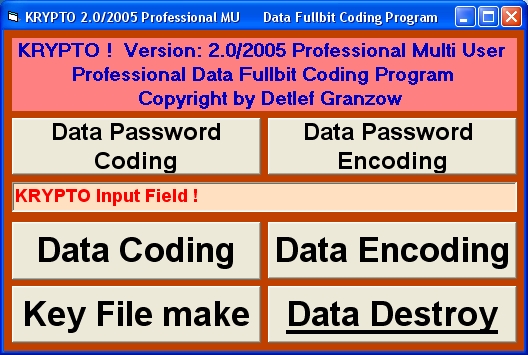 KRYPTO 2.0/2005 Professional MU Data Fullbit Coding Program
KRYPTO ! Version: 2.0/2005 Professional Multi User
Professional Data Fullbit Coding Program
Copyright by Detlef Granzow
Data Password
Coding
Data Password
Encoding
KRYPTO Input Field !
Data Coding
Data Encoding
Key File make
Data Destroy